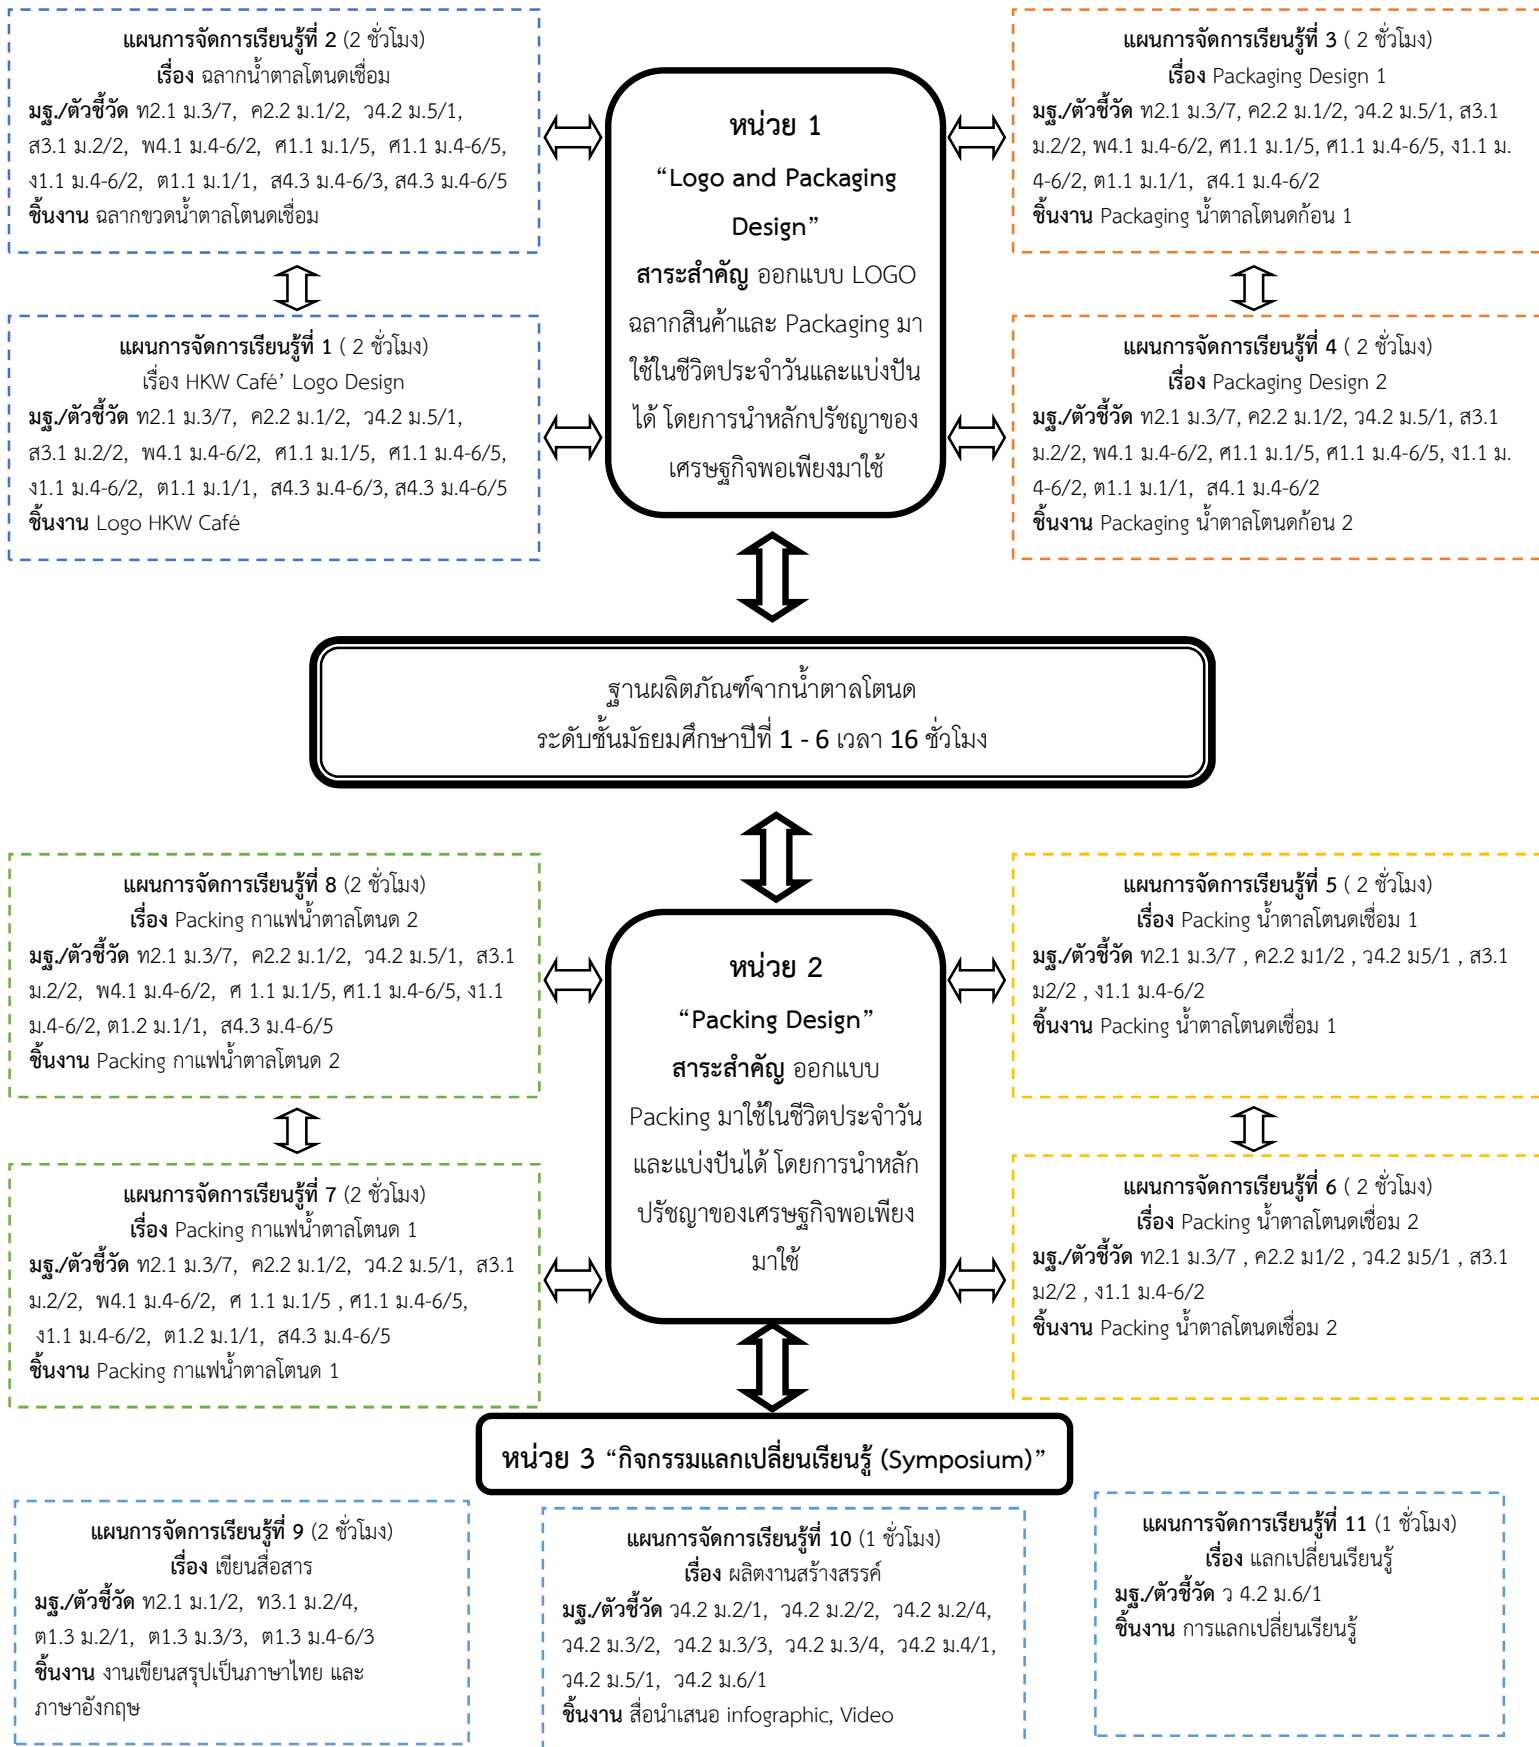 แผนการจัดการเรียนรู้ที่ 2 (2 ชั่วโมง)
เรื่อง ฉลากน้ำตาลโตนดเชื่อม
มฐ./ตัวชี้วัด ท2.1 ม.3/7, ค2.2 ม.1/2, ว4.2 ม.5/1,
ส3.1 ม.2/2, พ4.1 ม.4-6/2, ศ1.1 ม.1/5, ศ1.1 ม.4-6/5,
ง1.1 ม.4-6/2, ต1.1 ม.1/1, ส4.3 ม.4-6/3, ส4.3 ม.4-6/5
ชิ้นงาน ฉลากขวดน้ำตาลโตนดเชื่อม
แผนการจัดการเรียนรู้ที่ 1 ( 2 ชั่วโมง)
เรื่อง HKW Café’ Logo Design
มฐ./ตัวชี้วัด ท2.1 ม.3/7, ค2.2 ม.1/2, ว4.2 ม.5/1,
ส3.1 ม.2/2, พ4.1 ม.4-6/2, ศ1.1 ม.1/5, ศ1.1 ม.4-6/5,
ง1.1 ม.4-6/2, ต1.1 ม.1/1, ส4.3 ม.4-6/3, ส4.3 ม.4-6/5
ชิ้นงาน Logo HKW Café
หน่วย 1
“Logo and Packaging
Design”
สาระสำคัญ ออกแบบ LOGO
ฉลากสินค้าและ Packaging มา
ใช้ในชีวิตประจำวันและแบ่งปัน
ได้ โดยการนำหลักปรัชญาของ
เศรษฐกิจพอเพียงมาใช้
แผนการจัดการเรียนรู้ที่ 3 ( 2 ชั่วโมง)
เรื่อง Packaging Design 1
มฐ./ตัวชี้วัด ท2.1 ม.3/7, ค2.2 ม.1/2, ว4.2 ม.5/1, ส3.1
ม.2/2, พ4.1 ม.4-6/2, ศ1.1 ม.1/5, ศ1.1 ม.4-6/5, ง1.1 ม.
4-6/2, ต1.1 ม.1/1, ส4.1 ม.4-6/2
ชิ้นงาน Packaging น้ำตาลโตนดก้อน 1
แผนการจัดการเรียนรู้ที่ 4 ( 2 ชั่วโมง)
เรื่อง Packaging Design 2
มฐ./ตัวชี้วัด ท2.1 ม.3/7, ค2.2 ม.1/2, ว4.2 ม.5/1, ส3.1
ม.2/2, พ4.1 ม.4-6/2, ศ1.1 ม.1/5, ศ1.1 ม.4-6/5, ง1.1 ม.
4-6/2, ต1.1 ม.1/1, ส4.1 ม.4-6/2
ชิ้นงาน Packaging น้ำตาลโตนดก้อน 2
ฐานผลิตภัณฑ์จากน้ำตาลโตนด
ระดับชั้นมัธยมศึกษาปีที่ 1 - 6 เวลา 16 ชั่วโมง
แผนการจัดการเรียนรู้ที่ 8 (2 ชั่วโมง)
เรื่อง Packing กาแฟน้ำตาลโตนด 2
มฐ./ตัวชี้วัด ท2.1 ม.3/7, ค2.2 ม.1/2, ว4.2 ม.5/1, ส3.1
ม.2/2, พ4.1 ม.4-6/2, ศ 1.1 ม.1/5, ศ1.1 ม.4-6/5, ง1.1
ม.4-6/2, ต1.2 ม.1/1, ส4.3 ม.4-6/5
ชิ้นงาน Packing กาแฟน้ำตาลโตนด 2
แผนการจัดการเรียนรู้ที่ 7 (2 ชั่วโมง)
เรื่อง Packing กาแฟน้ำตาลโตนด 1
มฐ./ตัวชี้วัด ท2.1 ม.3/7, ค2.2 ม.1/2, ว4.2 ม.5/1, ส3.1
ม.2/2, พ4.1 ม.4-6/2, ศ 1.1 ม.1/5 , ศ1.1 ม.4-6/5,
ง1.1 ม.4-6/2, ต1.2 ม.1/1, ส4.3 ม.4-6/5
ชิ้นงาน Packing กาแฟน้ำตาลโตนด 1
หน่วย 2
“Packing Design”
สาระสำคัญ ออกแบบ
Packing มาใช้ในชีวิตประจำวัน
และแบ่งปันได้ โดยการนำหลัก
ปรัชญาของเศรษฐกิจพอเพียง
มาใช้
แผนการจัดการเรียนรู้ที่ 5 ( 2 ชั่วโมง)
เรื่อง Packing น้ำตาลโตนดเชื่อม 1
มฐ./ตัวชี้วัด ท2.1 ม.3/7 , ค2.2 ม1/2 , ว4.2 ม5/1 , ส3.1
ม2/2 , ง1.1 ม.4-6/2
ชิ้นงาน Packing น้ำตาลโตนดเชื่อม 1
แผนการจัดการเรียนรู้ที่ 6 ( 2 ชั่วโมง)
เรื่อง Packing น้ำตาลโตนดเชื่อม 2
มฐ./ตัวชี้วัด ท2.1 ม.3/7 , ค2.2 ม1/2 , ว4.2 ม5/1 , ส3.1
ม2/2 , ง1.1 ม.4-6/2
ชิ้นงาน Packing น้ำตาลโตนดเชื่อม 2
หน่วย 3 “กิจกรรมแลกเปลี่ยนเรียนรู้ (Symposium)”
แผนการจัดการเรียนรู้ที่ 9 (2 ชั่วโมง)
เรื่อง เขียนสื่อสาร
มฐ./ตัวชี้วัด ท2.1 ม.1/2, ท3.1 ม.2/4,
ต1.3 ม.2/1, ต1.3 ม.3/3, ต1.3 ม.4-6/3
ชิ้นงาน งานเขียนสรุปเป็นภาษาไทย และ
ภาษาอังกฤษ
แผนการจัดการเรียนรู้ที่ 10 (1 ชั่วโมง)
เรื่อง ผลิตงานสร้างสรรค์
มฐ./ตัวชี้วัด ว4.2 ม.2/1, ว4.2 ม.2/2, ว4.2 ม.2/4,
ว4.2 ม.3/2, ว4.2 ม.3/3, ว4.2 ม.3/4, ว4.2 ม.4/1,
ว4.2 ม.5/1, ว4.2 ม.6/1
ชิ้นงาน สื่อนำเสนอ infographic, Video
แผนการจัดการเรียนรู้ที่ 11 (1 ชั่วโมง)
เรื่อง แลกเปลี่ยนเรียนรู้
มฐ./ตัวชี้วัด ว 4.2 ม.6/1
ชิ้นงาน การแลกเปลี่ยนเรียนรู้